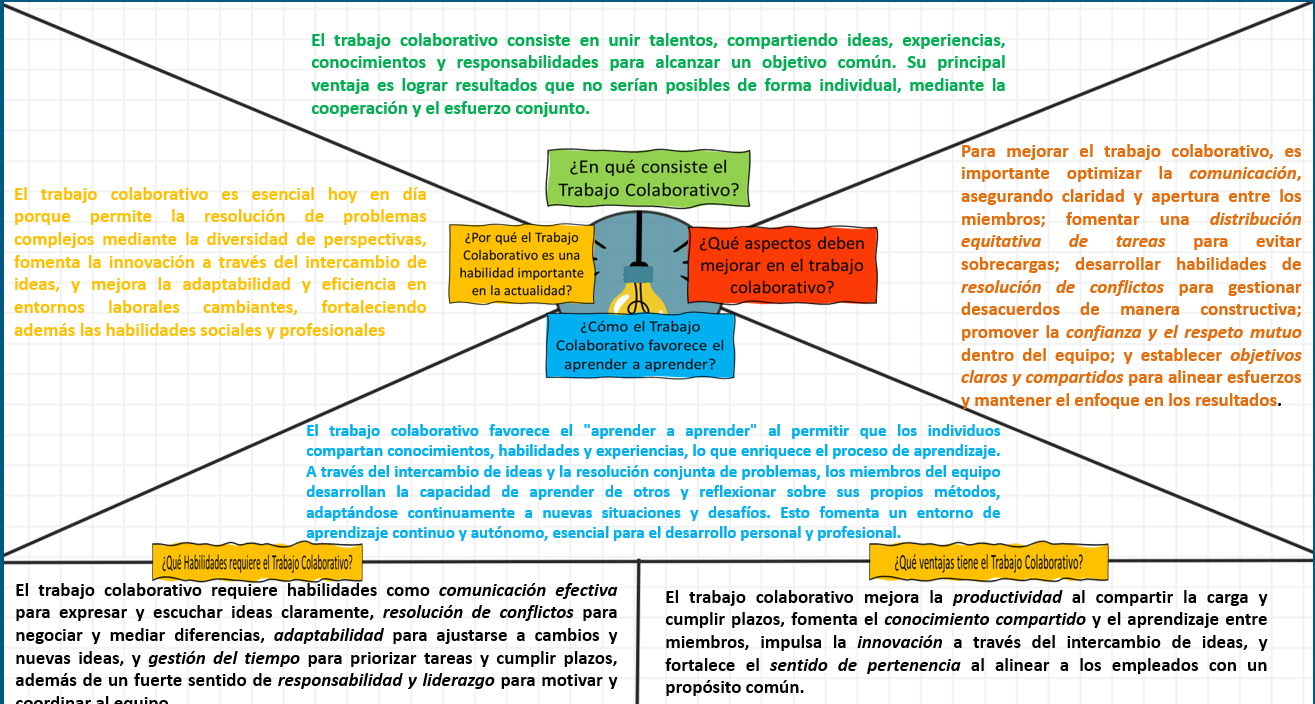 El trabajo colaborativo consiste en unir talentos, compartiendo ideas, experiencias,
conocimientos y responsabilidades para alcanzar un objetivo común. Su principal
ventaja es lograr resultados que no serían posibles de forma individual, mediante la
cooperación y el esfuerzo conjunto.
¿En qué consiste el
Trabajo Colaborativo?
El trabajo colaborativo es esencial hoy en día
porque permite la resolución de problemas
complejos mediante la diversidad de perspectivas,
fomenta la innovación a través del intercambio de
ideas, y mejora la adaptabilidad y eficiencia en
entornos laborales cambiantes, fortaleciendo
además las habilidades sociales y profesionales
¿Por qué el Trabajo
Colaborativo es una
habilidad importante
en la actualidad?
¿Qué aspectos deben
mejorar en el trabajo
colaborativo?
Para mejorar el trabajo colaborativo, es
importante optimizar la comunicación,
asegurando claridad y apertura entre los
miembros; fomentar una distribución
equitativa de tareas para evitar
sobrecargas; desarrollar habilidades de
resolución de conflictos para gestionar
desacuerdos de manera constructiva;
promover la confianza y el respeto mutuo
dentro del equipo; y establecer objetivos
claros y compartidos para alinear esfuerzos
y mantener el enfoque en los resultados.
¿Cómo el Trabajo
Colaborativo favorece el
aprender a aprender?
El trabajo colaborativo favorece el "aprender a aprender" al permitir que los individuos
compartan conocimientos, habilidades y experiencias, lo que enriquece el proceso de aprendizaje.
A través del intercambio de ideas y la resolución conjunta de problemas, los miembros del equipo
desarrollan la capacidad de aprender de otros y reflexionar sobre sus propios métodos,
adaptándose continuamente a nuevas situaciones y desafíos. Esto fomenta un entorno de
aprendizaje continuo y autónomo, esencial para el desarrollo personal y profesional.
¿Qué Habilidades requiere el Trabajo Colaborativo?
El trabajo colaborativo requiere habilidades como comunicación efectiva
para expresar y escuchar ideas claramente, resolución de conflictos para
negociar y mediar diferencias, adaptabilidad para ajustarse a cambios y
nuevas ideas, y gestión del tiempo para priorizar tareas y cumplir plazos,
además de un fuerte sentido de responsabilidad y liderazgo para motivar y
coordinar al equipo
¿Qué ventajas tiene el Trabajo Colaborativo?
El trabajo colaborativo mejora la productividad al compartir la carga y
cumplir plazos, fomenta el conocimiento compartido y el aprendizaje entre
miembros, impulsa la innovación a través del intercambio de ideas, y
fortalece el sentido de pertenencia al alinear a los empleados con un
propósito común.